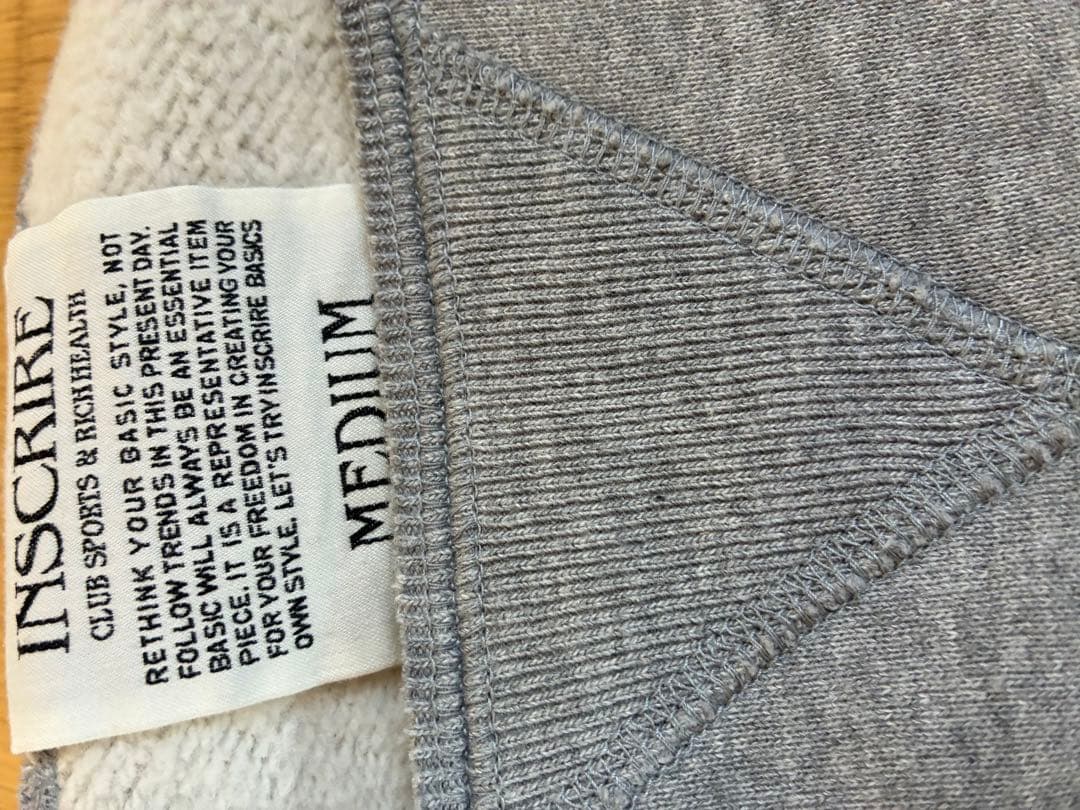 INSCRIRE
CLUB SPORTS & RICH HEALTH
RETHINK YOUR BASIC STYLE, NOT
FOLLOW TRENDS IN THIS PRESENT DAY.
BASIC WILL ALWAYS BE AN ESSENTIAL
PIECE. IT IS A REPRESENTATIVE ITEM
FOR YOUR FREEDOM IN CREATING YOUR
OWN STYLE. LET'S TRY INSCRIRE BASICS
MEDIUM